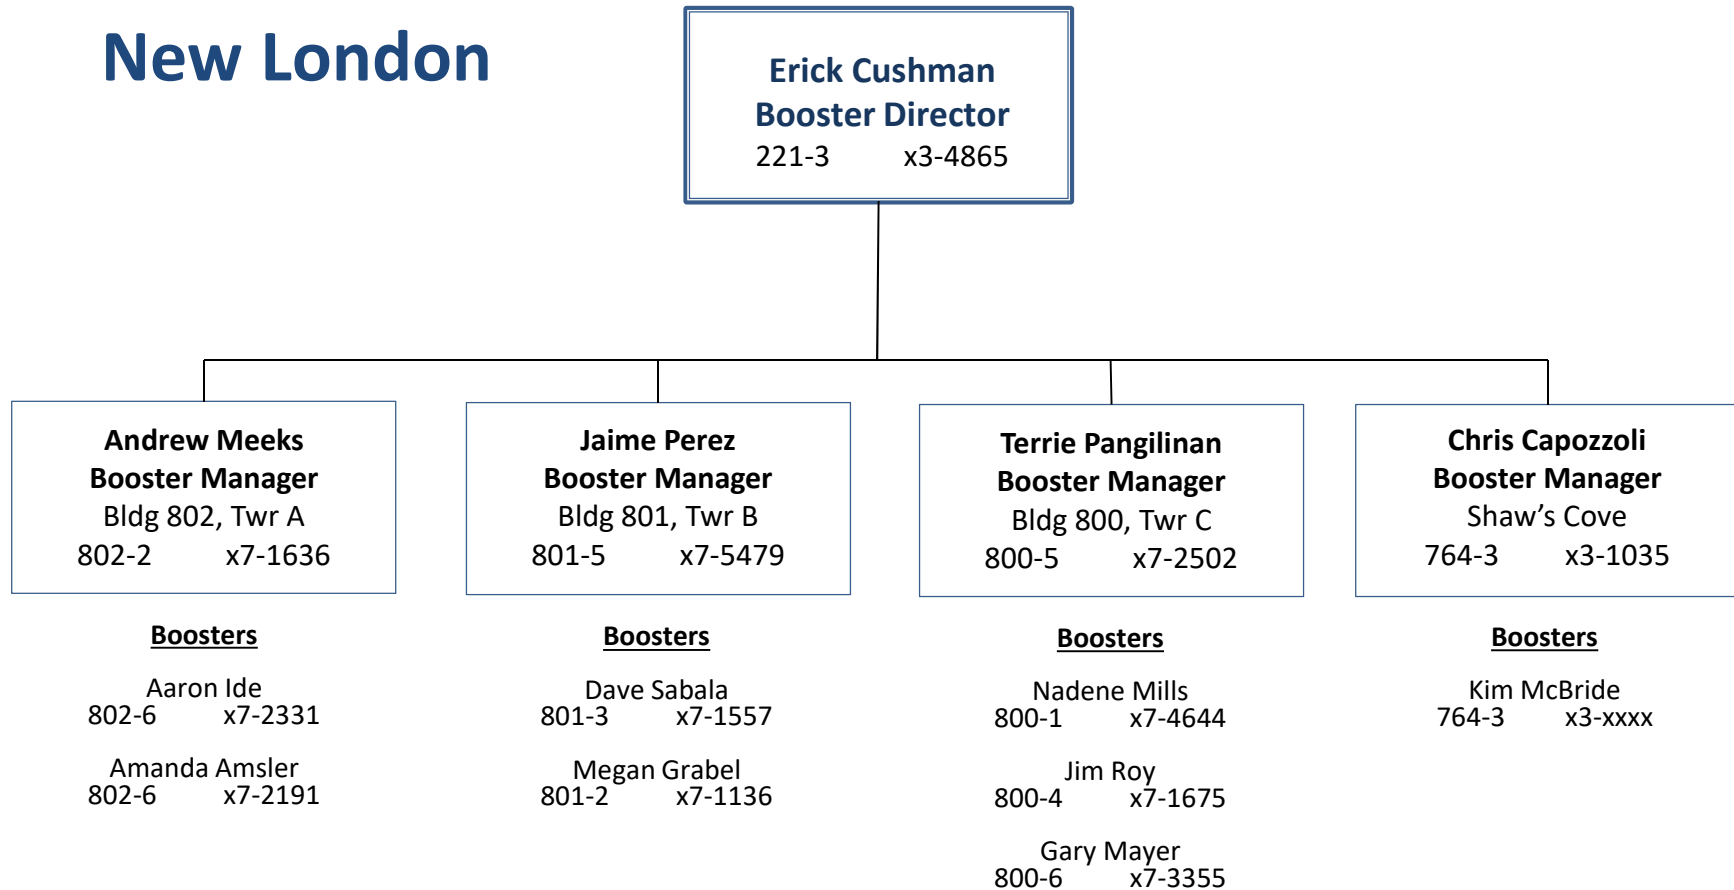 New London
Erick Cushman
Booster Director
221-3 x3-4865
Andrew Meeks
Booster Manager
Bldg 802, Twr A
802-2 x7-1636
Boosters
Aaron Ide
802-6 x7-2331
Amanda Amsler
802-6 x7-2191
Jaime Perez
Booster Manager
Bldg 801, Twr B
801-5 x7-5479
Boosters
Dave Sabala
801-3 x7-1557
Megan Grabel
801-2 x7-1136
Terrie Pangilinan
Booster Manager
Bldg 800, Twr C
800-5 x7-2502
Boosters
Nadene Mills
800-1 x7-4644
Jim Roy
800-4 x7-1675
Gary Mayer
800-6 x7-3355
Chris Capozzoli
Booster Manager
Shaw’s Cove
764-3 x3-1035
Boosters
Kim McBride
764-3 x3-xxxx